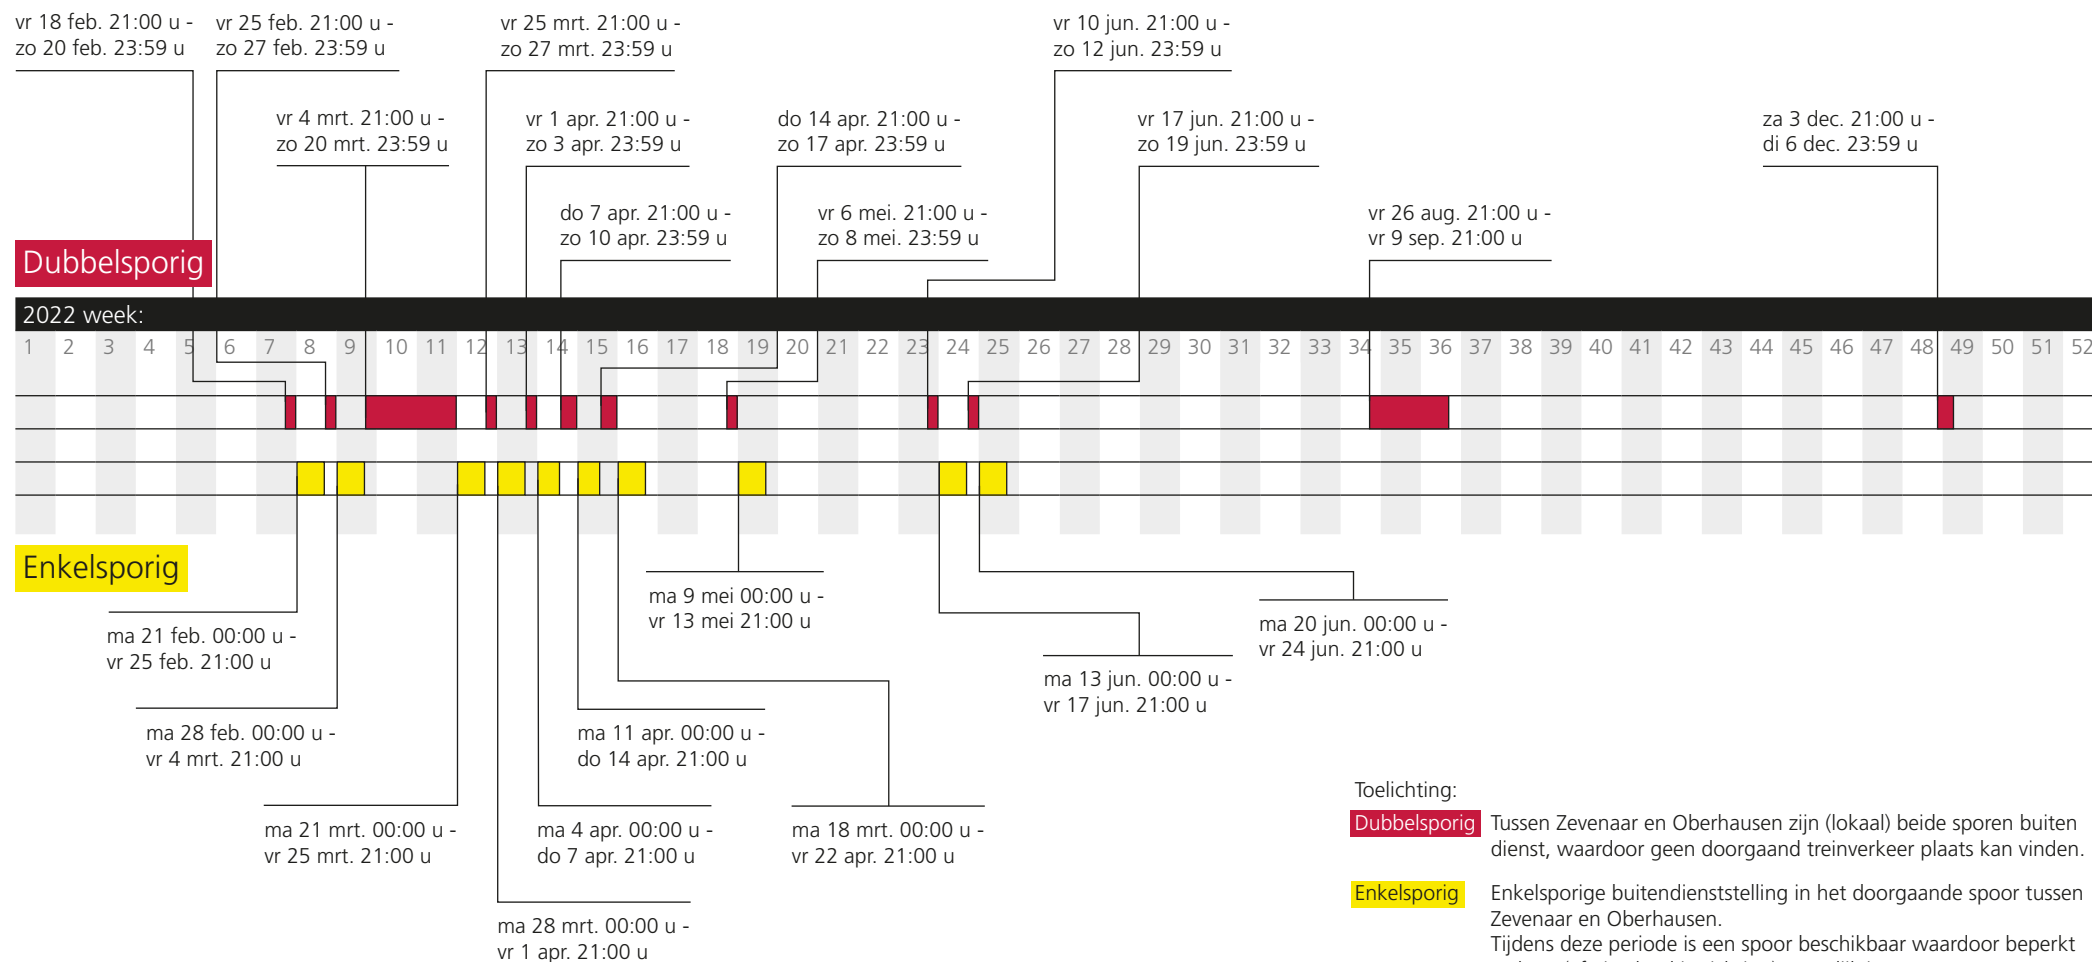 vr 18 feb. 21:00 u -
zo 20 feb. 23:59 u
vr 25 feb. 21:00 u -
zo 27 feb. 23:59 u
vr 25 mrt. 21:00 u -
zo 27 mrt. 23:59 u
vr 10 jun. 21:00 u -
zo 12 jun. 23:59 u
vr 4 mrt. 21:00 u -
zo 20 mrt. 23:59 u
vr 1 apr. 21:00 u -
zo 3 apr. 23:59 u
do 14 apr. 21:00 u -
zo 17 apr. 23:59 u
vr 17 jun. 21:00 u -
zo 19 jun. 23:59 u
za 3 dec. 21:00 u -
di 6 dec. 23:59 u
do 7 apr. 21:00 u -
zo 10 apr. 23:59 u
vr 6 mei. 21:00 u -
zo 8 mei. 23:59 u
vr 26 aug. 21:00 u -
vr 9 sep. 21:00 u
Dubbelsporig
2022 week:
1 2 3 4 5 6 7 8 9 10 11 12 13 14 15 16 17 18 19 20 21 22 23 24 25 26 27 28 29 30 31 32 33 34 35 36 37 38 39 40 41 42 43 44 45 46 47 48 49 50 51 52
Enkelsporig
ma 21 feb. 00:00 u -
vr 25 feb. 21:00 u
ma 9 mei 00:00 u -
vr 13 mei 21:00 u
ma 20 jun. 00:00 u -
vr 24 jun. 21:00 u
ma 13 jun. 00:00 u -
vr 17 jun. 21:00 u
ma 28 feb. 00:00 u -
vr 4 mrt. 21:00 u
ma 11 apr. 00:00 u -
do 14 apr. 21:00 u
ma 21 mrt. 00:00 u -
vr 25 mrt. 21:00 u
ma 4 apr. 00:00 u -
do 7 apr. 21:00 u
ma 18 mrt. 00:00 u -
vr 22 apr. 21:00 u
ma 28 mrt. 00:00 u -
vr 1 apr. 21:00 u
Toelichting:
Dubbelsporig Tussen Zevenaar en Oberhausen zijn (lokaal) beide sporen buiten
dienst, waardoor geen doorgaand treinverkeer plaats kan vinden.
Enkelsporig Enkelsporige buitendienststelling in het doorgaande spoor tussen
Zevenaar en Oberhausen.
Tijdens deze periode is een spoor beschikbaar waardoor beperkt